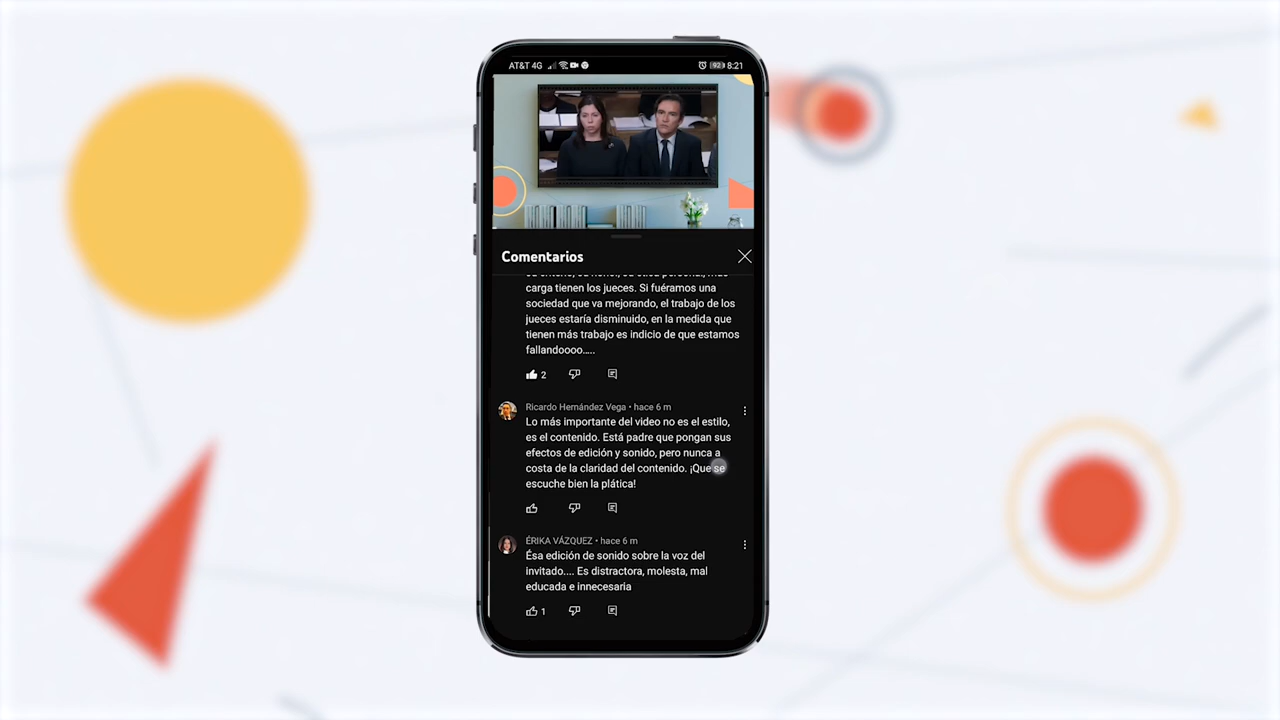 AT&T 4G 92 8:21
Comentarios
carga tienen los jueces. Si fuéramos una
sociedad que va mejorando, el trabajo de los
jueces estaría disminuido, en la medida que
tienen más trabajo es indicio de que estamos
fallandoooo.....
2
Ricardo Hernández Vega • hace 6 m
Lo más importante del video no es el estilo,
es el contenido. Está padre que pongan sus
efectos de edición y sonido, pero nunca a
costa de la claridad del contenido. ¡Que se
escuche bien la plática!
ÉRIKA VÁZQUEZ • hace 6 m
Ésa edición de sonido sobre la voz del
invitado.... Es distractora, molesta, mal
educada e innecesaria
1